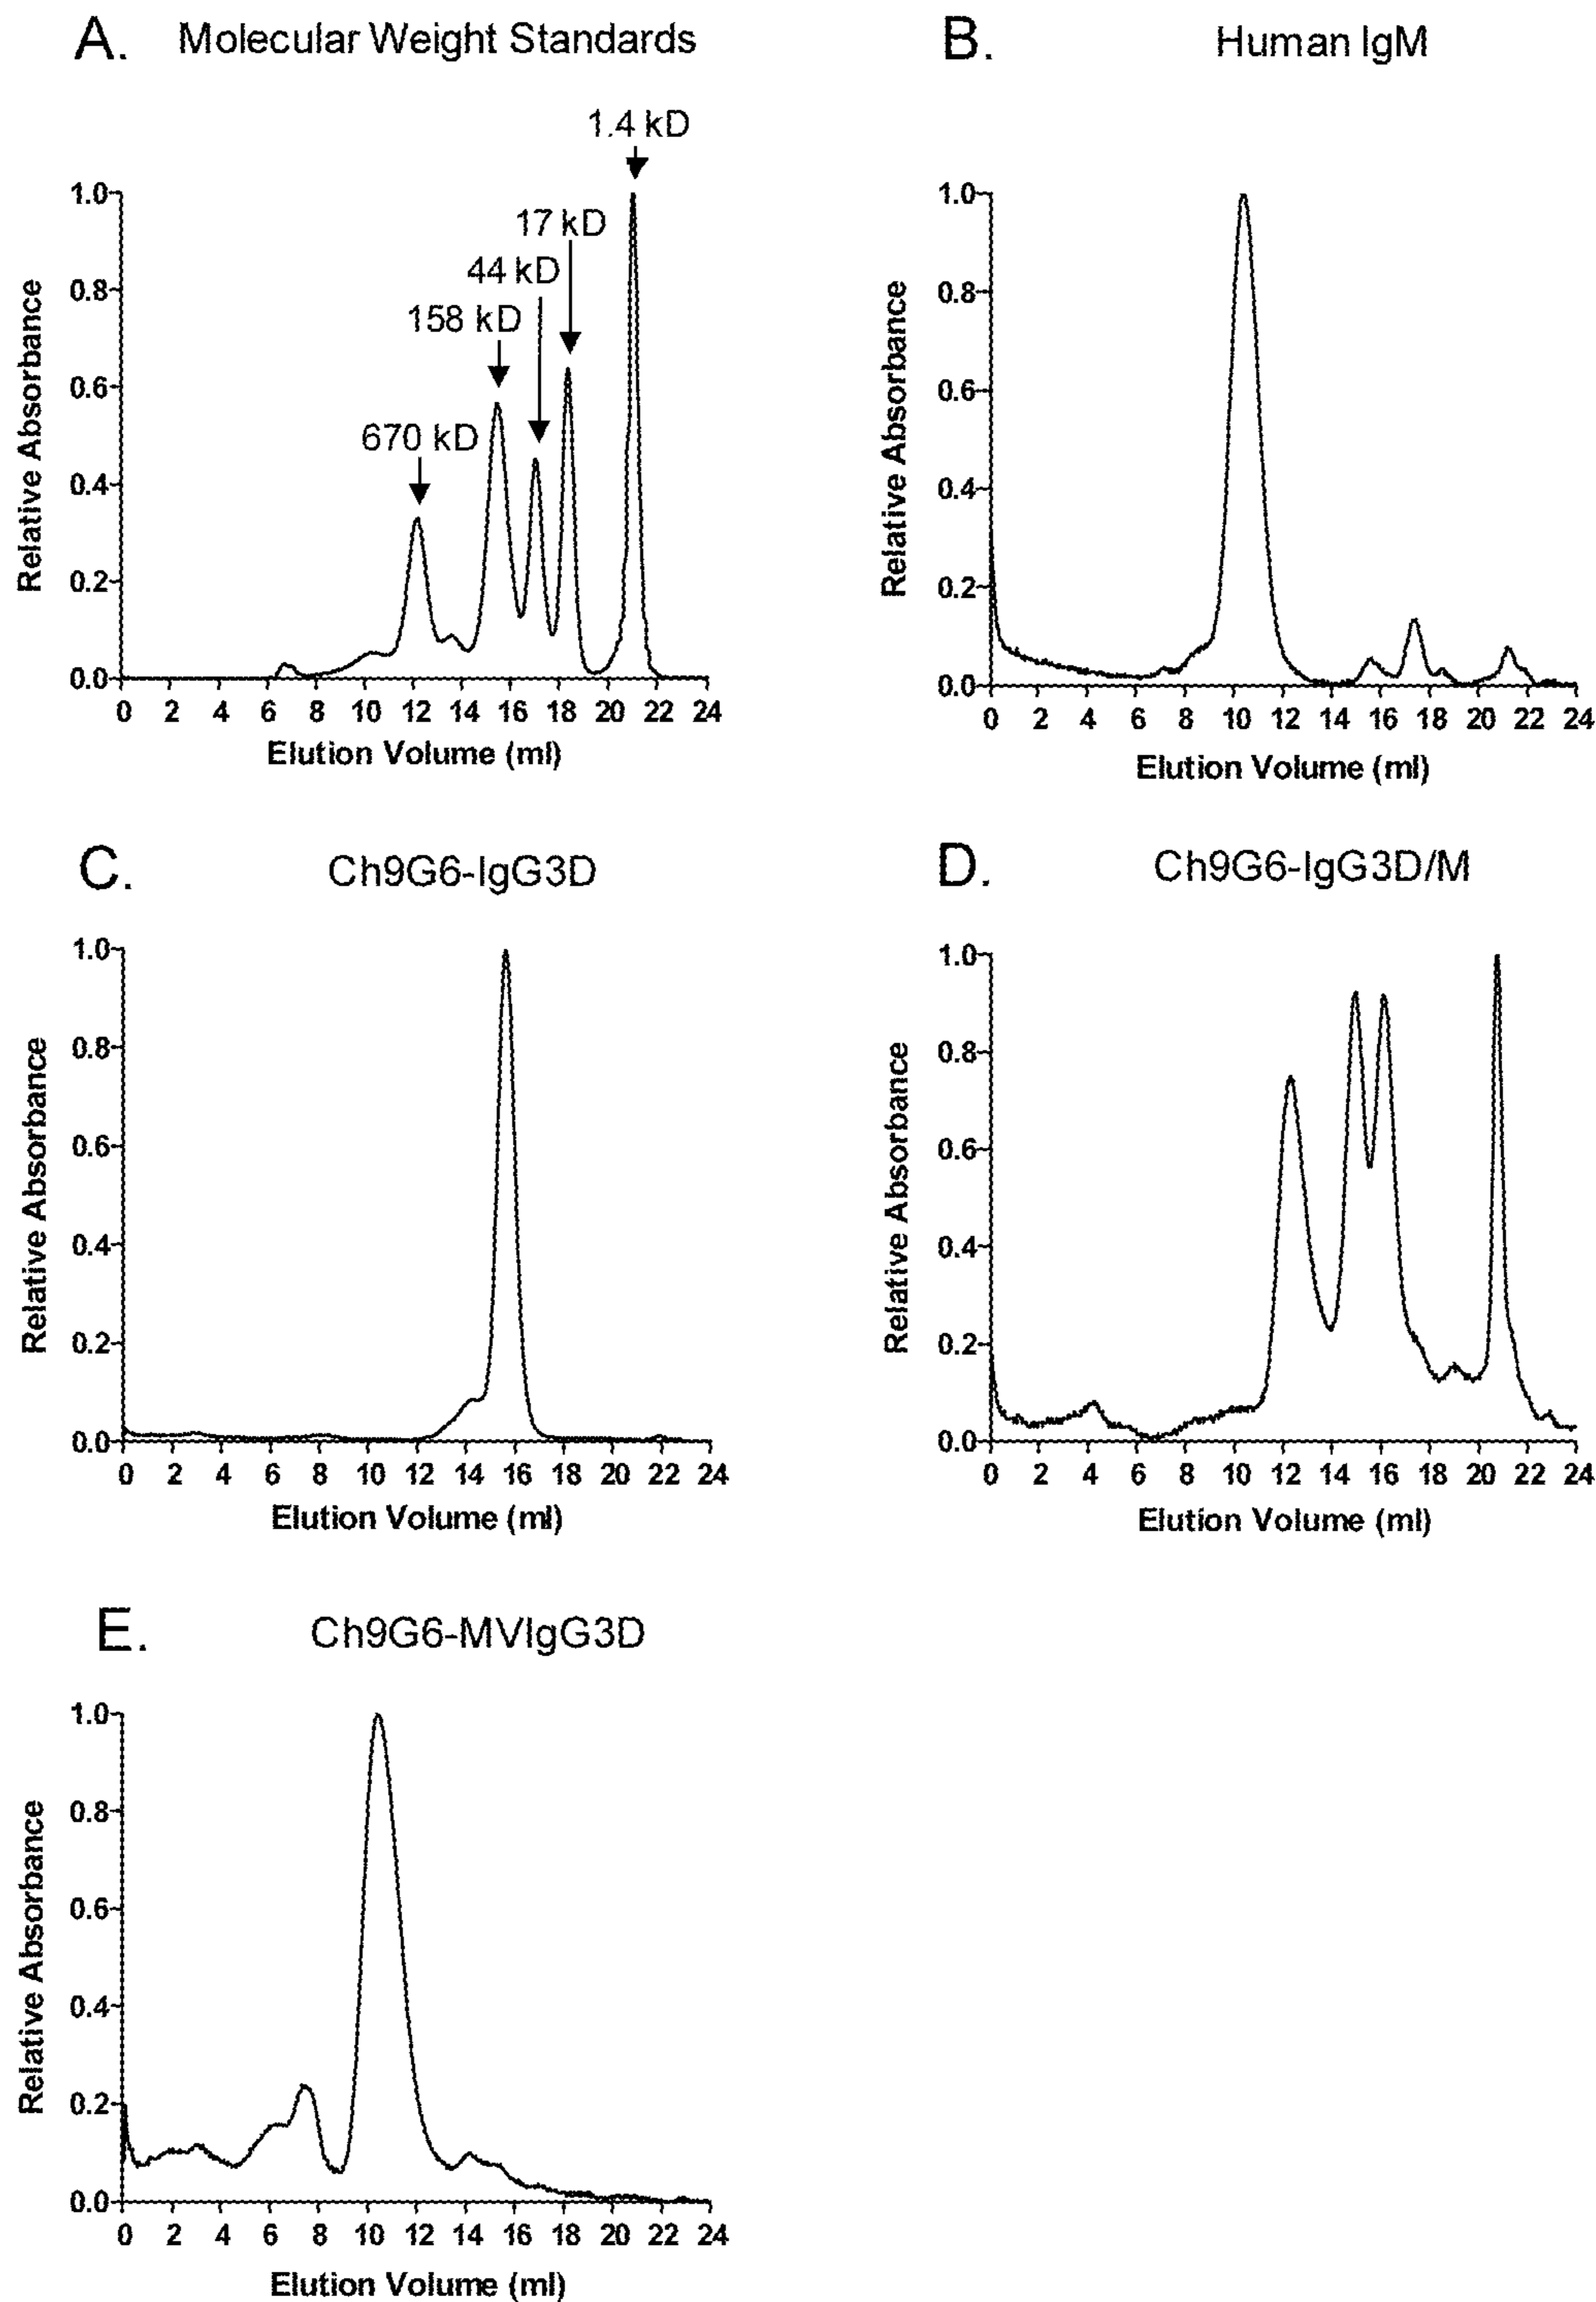 A. Molecular Weight Standards
1.4 kD
17 kD
44 kD
158 kD
670 kD
Relative Absorbance
1.0
0.8
0.6
0.4
0.2
0.0
0 2 4 6 8 10 12 14 16 18 20 22 24
Elution Volume (ml)
B. Human IgM
Relative Absorbance
1.0
0.8
0.6
0.4
0.2
0.0
0 2 4 6 8 10 12 14 16 18 20 22 24
Elution Volume (ml)
C. Ch9G6-IgG3D
Relative Absorbance
1.0
0.8
0.6
0.4
0.2
0.0
0 2 4 6 8 10 12 14 16 18 20 22 24
Elution Volume (ml)
D. Ch9G6-IgG3D/M
Relative Absorbance
1.0
0.8
0.6
0.4
0.2
0.0
0 2 4 6 8 10 12 14 16 18 20 22 24
Elution Volume (ml)
E. Ch9G6-MVIgG3D
Relative Absorbance
1.0
0.8
0.6
0.4
0.2
0.0
0 2 4 6 8 10 12 14 16 18 20 22 24
Elution Volume (ml)